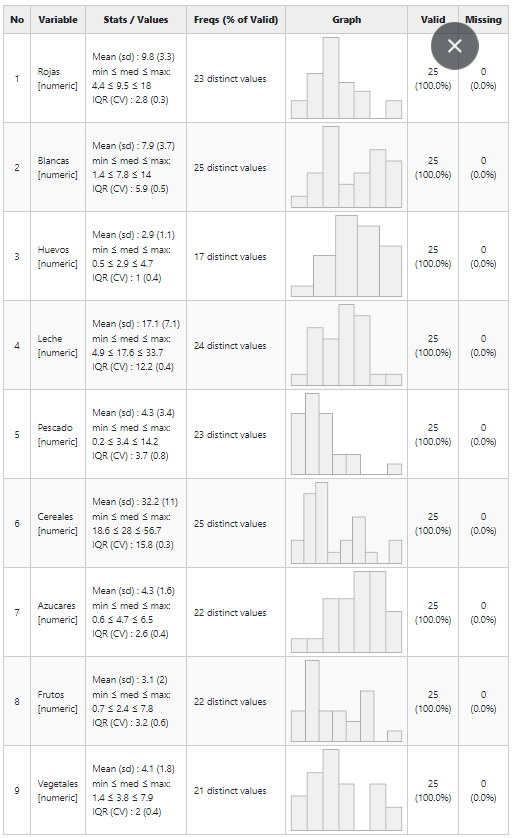 No Variable Stats / Values Freqs (% of Valid) Graph Valid Missing
1 Rojas [numeric] Mean (sd) : 9.8 (3.3) 23 distinct values 25 (100.0%) 0 (0.0%)
min ≤ med ≤ max:
4.4 ≤ 9.5 ≤ 18
IQR (CV) : 2.8 (0.3)
2 Blancas [numeric] Mean (sd) : 7.9 (3.7) 25 distinct values 25 (100.0%) 0 (0.0%)
min ≤ med ≤ max:
1.4 ≤ 7.8 ≤ 14
IQR (CV) : 5.9 (0.5)
3 Huevos [numeric] Mean (sd) : 2.9 (1.1) 17 distinct values 25 (100.0%) 0 (0.0%)
min ≤ med ≤ max:
0.5 ≤ 2.9 ≤ 4.7
IQR (CV) : 1 (0.4)
4 Leche [numeric] Mean (sd) : 17.1 (7.1) 24 distinct values 25 (100.0%) 0 (0.0%)
min ≤ med ≤ max:
4.9 ≤ 17.6 ≤ 33.7
IQR (CV) : 12.2 (0.4)
5 Pescado [numeric] Mean (sd) : 4.3 (3.4) 23 distinct values 25 (100.0%) 0 (0.0%)
min ≤ med ≤ max:
0.2 ≤ 3.4 ≤ 14.2
IQR (CV) : 3.7 (0.8)
6 Cereales [numeric] Mean (sd) : 32.2 (11) 25 distinct values 25 (100.0%) 0 (0.0%)
min ≤ med ≤ max:
18.6 ≤ 28 ≤ 56.7
IQR (CV) : 15.8 (0.3)
7 Azucares [numeric] Mean (sd) : 4.3 (1.6) 22 distinct values 25 (100.0%) 0 (0.0%)
min ≤ med ≤ max:
0.6 ≤ 4.7 ≤ 6.5
IQR (CV) : 2.6 (0.4)
8 Frutos [numeric] Mean (sd) : 3.1 (2) 22 distinct values 25 (100.0%) 0 (0.0%)
min ≤ med ≤ max:
0.7 ≤ 2.4 ≤ 7.8
IQR (CV) : 3.2 (0.6)
9 Vegetales [numeric] Mean (sd) : 4.1 (1.8) 21 distinct values 25 (100.0%) 0 (0.0%)
min ≤ med ≤ max:
1.4 ≤ 3.8 ≤ 7.9
IQR (CV) : 2 (0.4)